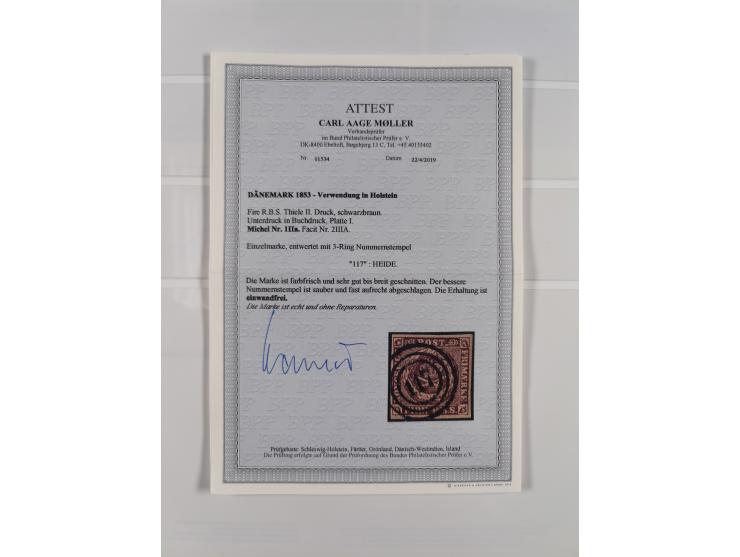 ATTEST
CARL AAGE MØLLER
Verbandsprüfer
im Bund Philatelistischer Prüfer e. V.
DK-8400 Ebeltoft, Bøgebjerg 13 C, Tel. +45 40155402
Nr. 11534 Datum 22/4/2019
DÄNEMARK 1853 - Verwendung in Holstein
Fire R.B.S. Thiele II. Druck, schwarzbraun.
Unterdruck in Buchdruck, Platte I.
Michel Nr. 1IIa. Facit Nr. 2IIIA.
Einzelmarke, entwertet mit 3-Ring Nummernstempel
"117" : HEIDE.
Die Marke ist farbfrisch und sehr gut bis breit geschnitten. Der bessere
Nummernstempel ist sauber und fast aufrecht abgeschlagen. Die Erhaltung ist
einwandfrei.
Die Marke ist echt und ohne Reparaturen.
POST
FRIMARKE
Prüfgebiete: Schleswig-Holstein, Färöer, Grönland, Dänisch-Westindien, Island
Die Prüfung erfolgte auf Grund der Prüfordnung des Bundes Philatelistischer Prüfer e.V.